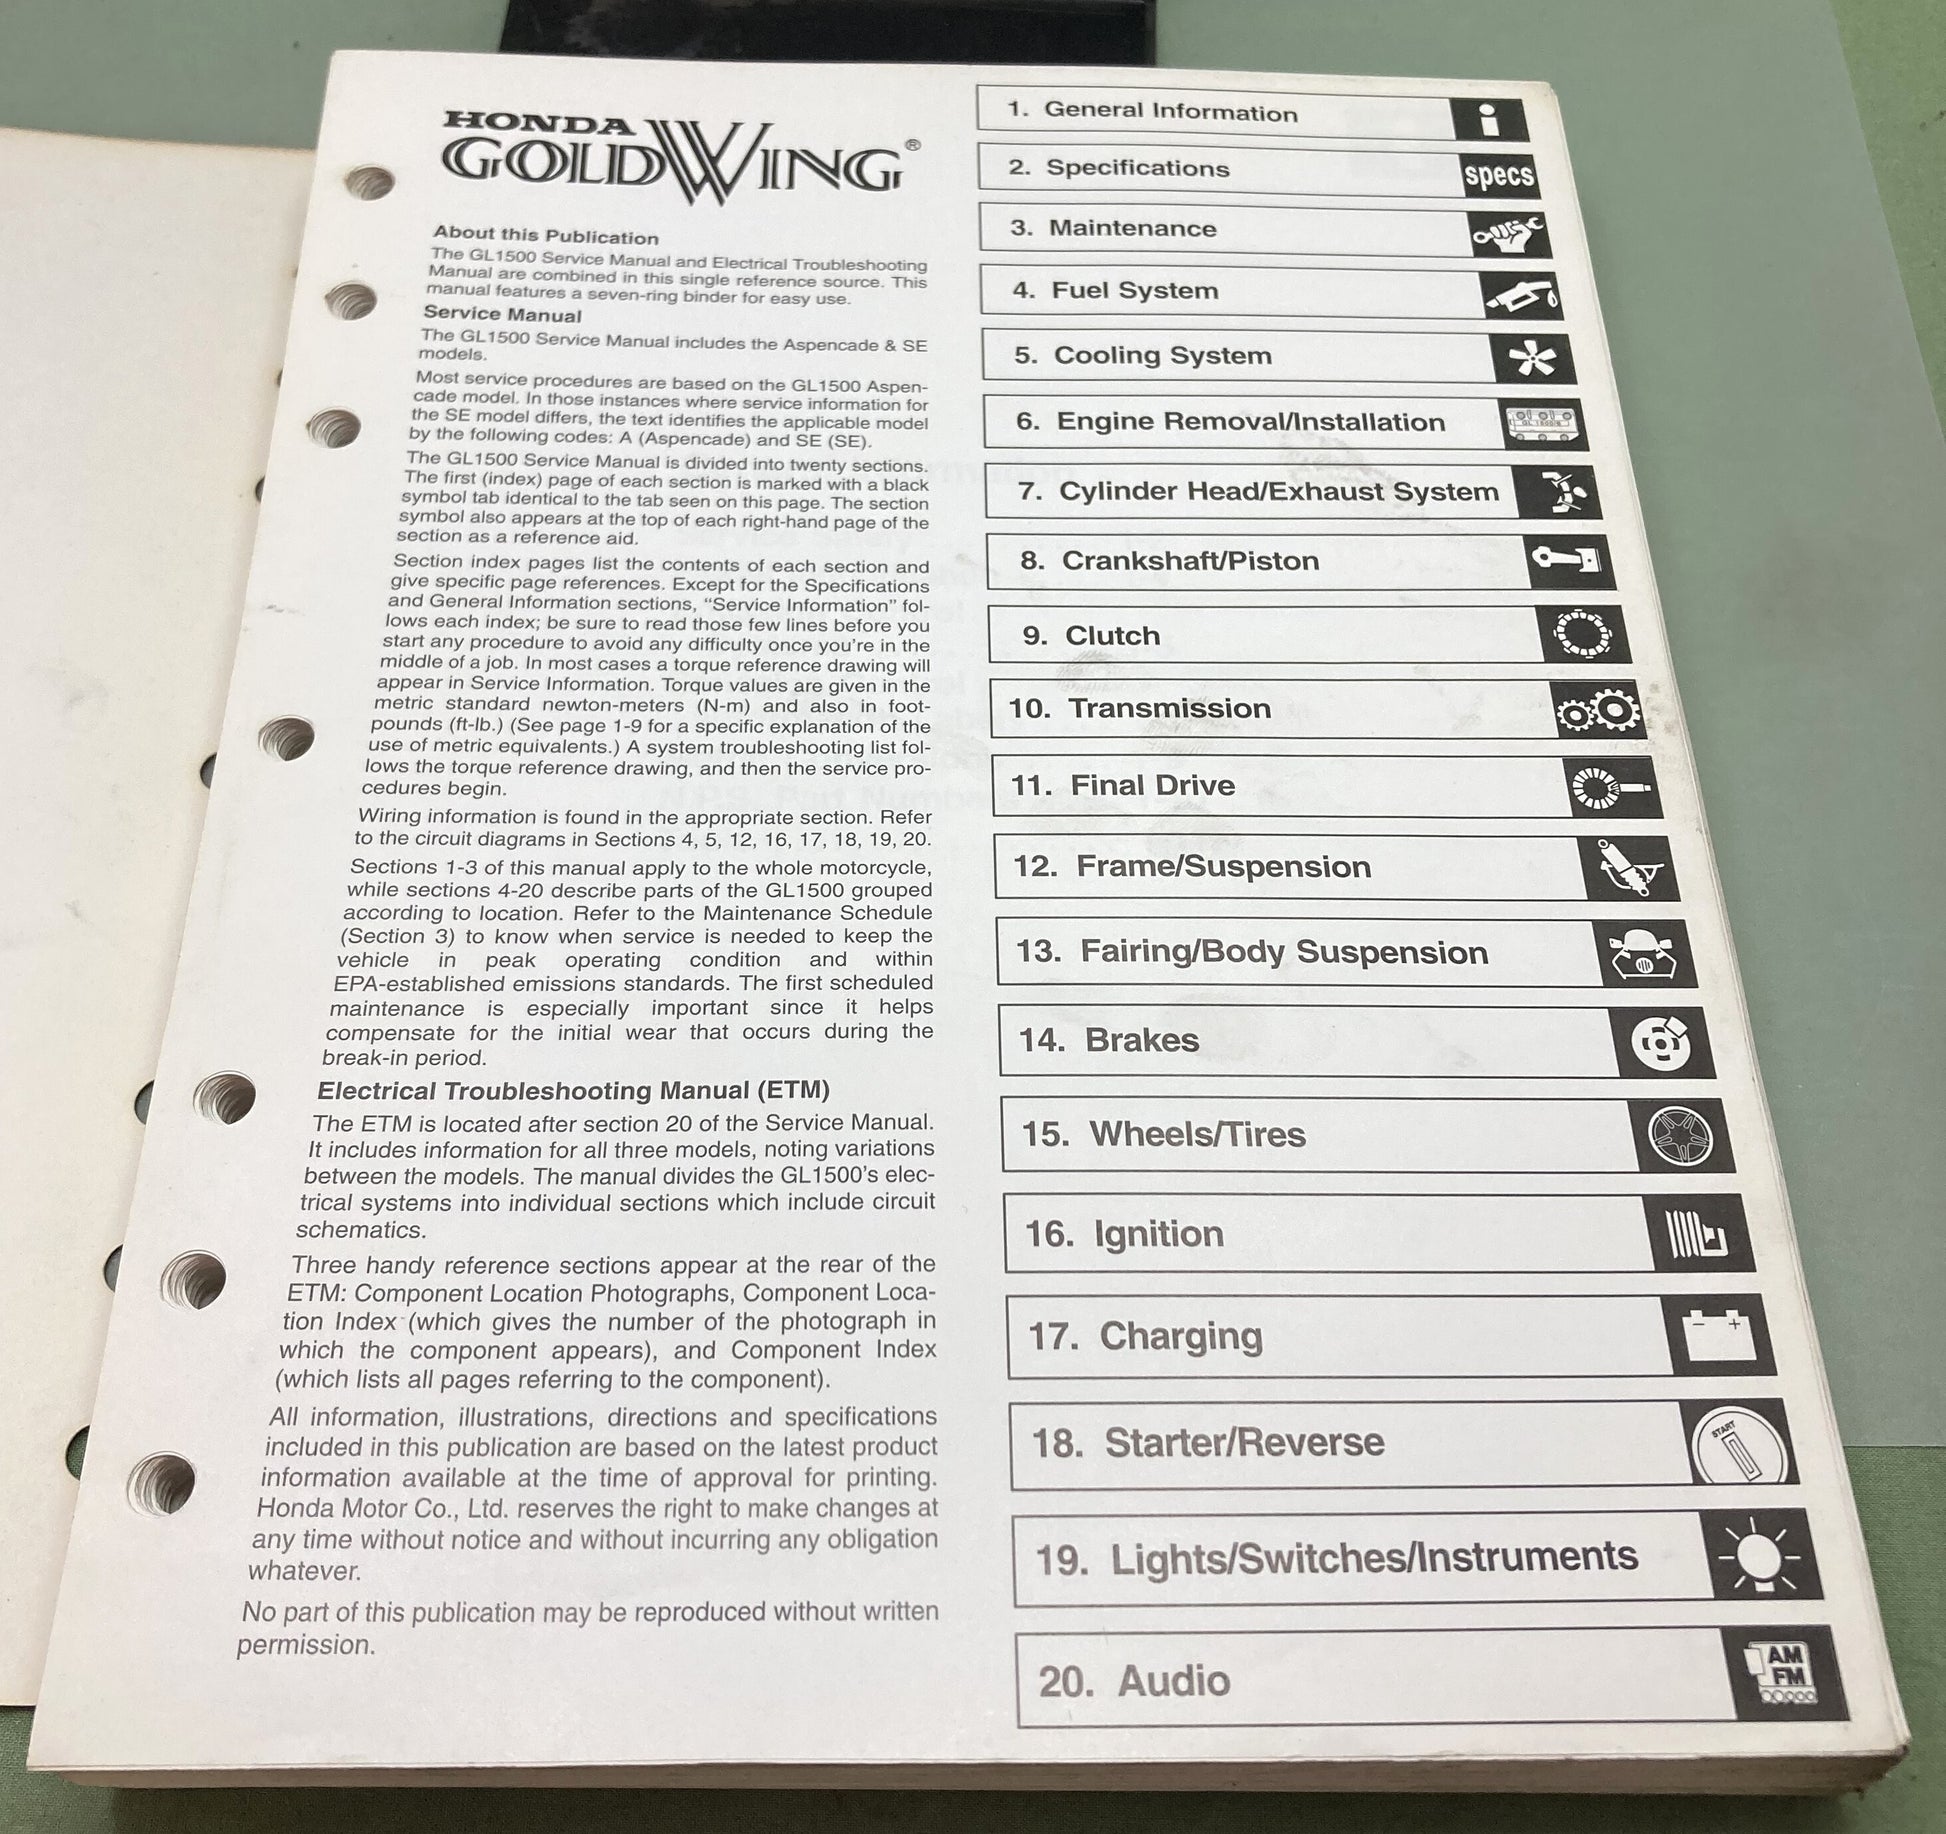 HONDA
GOLDWING®
About this Publication
The GL1500 Service Manual and Electrical Troubleshooting
Manual are combined in this single reference source. This
manual features a seven-ring binder for easy use.
Service Manual
The GL1500 Service Manual includes the Aspencade & SE
models.
Most service procedures are based on the GL1500 Aspen-
cade model. In those instances where service information for
the SE model differs, the text identifies the applicable model
by the following codes: A (Aspencade) and SE (SE).
The GL1500 Service Manual is divided into twenty sections.
The first (index) page of each section is marked with a black
symbol tab identical to the tab seen on this page. The section
symbol also appears at the top of each right-hand page of the
section as a reference aid.
Section index pages list the contents of each section and
give specific page references. Except for the Specifications
and General Information sections, “Service Information” fol-
lows each index; be sure to read those few lines before you
start any procedure to avoid any difficulty once you’re in the
middle of a job. In most cases a torque reference drawing will
appear in Service Information. Torque values are given in the
metric standard newton-meters (N-m) and also in foot-
pounds (ft-lb.) (See page 1-9 for a specific explanation of the
use of metric equivalents.) A system troubleshooting list fol-
lows the torque reference drawing, and then the service pro-
cedures begin.
Wiring information is found in the appropriate section. Refer
to the circuit diagrams in Sections 4, 5, 12, 16, 17, 18, 19, 20.
Sections 1-3 of this manual apply to the whole motorcycle,
while sections 4-20 describe parts of the GL1500 grouped
according to location. Refer to the Maintenance Schedule
(Section 3) to know when service is needed to keep the
vehicle in peak operating condition and within
EPA-established emissions standards. The first scheduled
maintenance is especially important since it helps
compensate for the initial wear that occurs during the
break-in period.
Electrical Troubleshooting Manual (ETM)
The ETM is located after section 20 of the Service Manual.
It includes information for all three models, noting variations
between the models. The manual divides the GL1500’s elec-
trical systems into individual sections which include circuit
schematics.
Three handy reference sections appear at the rear of the
ETM: Component Location Photographs, Component Loca-
tion Index (which gives the number of the photograph in
which the component appears), and Component Index
(which lists all pages referring to the component).
All information, illustrations, directions and specifications
included in this publication are based on the latest product
information available at the time of approval for printing.
Honda Motor Co., Ltd. reserves the right to make changes at
any time without notice and without incurring any obligation
whatever.
No part of this publication may be reproduced without written
permission.
1. General Information
i
2. Specifications
specs
3. Maintenance
4. Fuel System
5. Cooling System
6. Engine Removal/Installation
7. Cylinder Head/Exhaust System
8. Crankshaft/Piston
9. Clutch
10. Transmission
11. Final Drive
12. Frame/Suspension
13. Fairing/Body Suspension
14. Brakes
15. Wheels/Tires
16. Ignition
17. Charging
− +
18. Starter/Reverse
START
19. Lights/Switches/Instruments
20. Audio
AM
FM